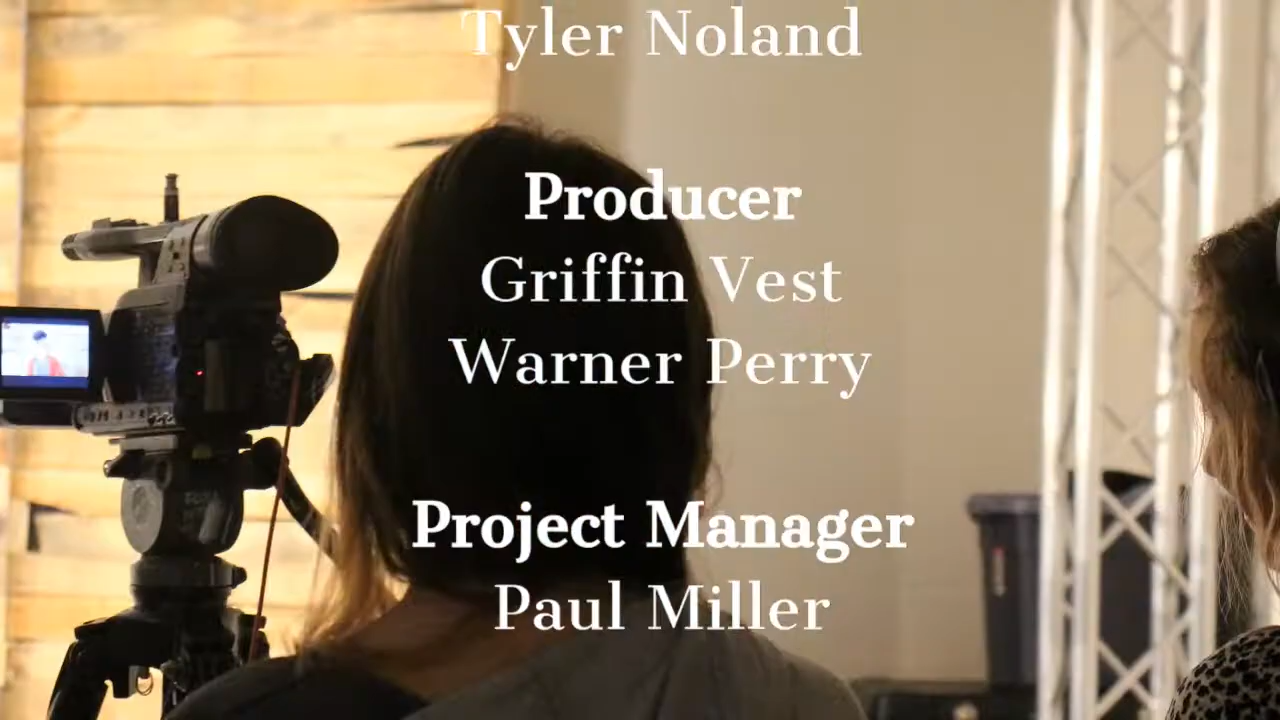 Tyler Noland
Producer
Griffin Vest
Warner Perry
Project Manager
Paul Miller